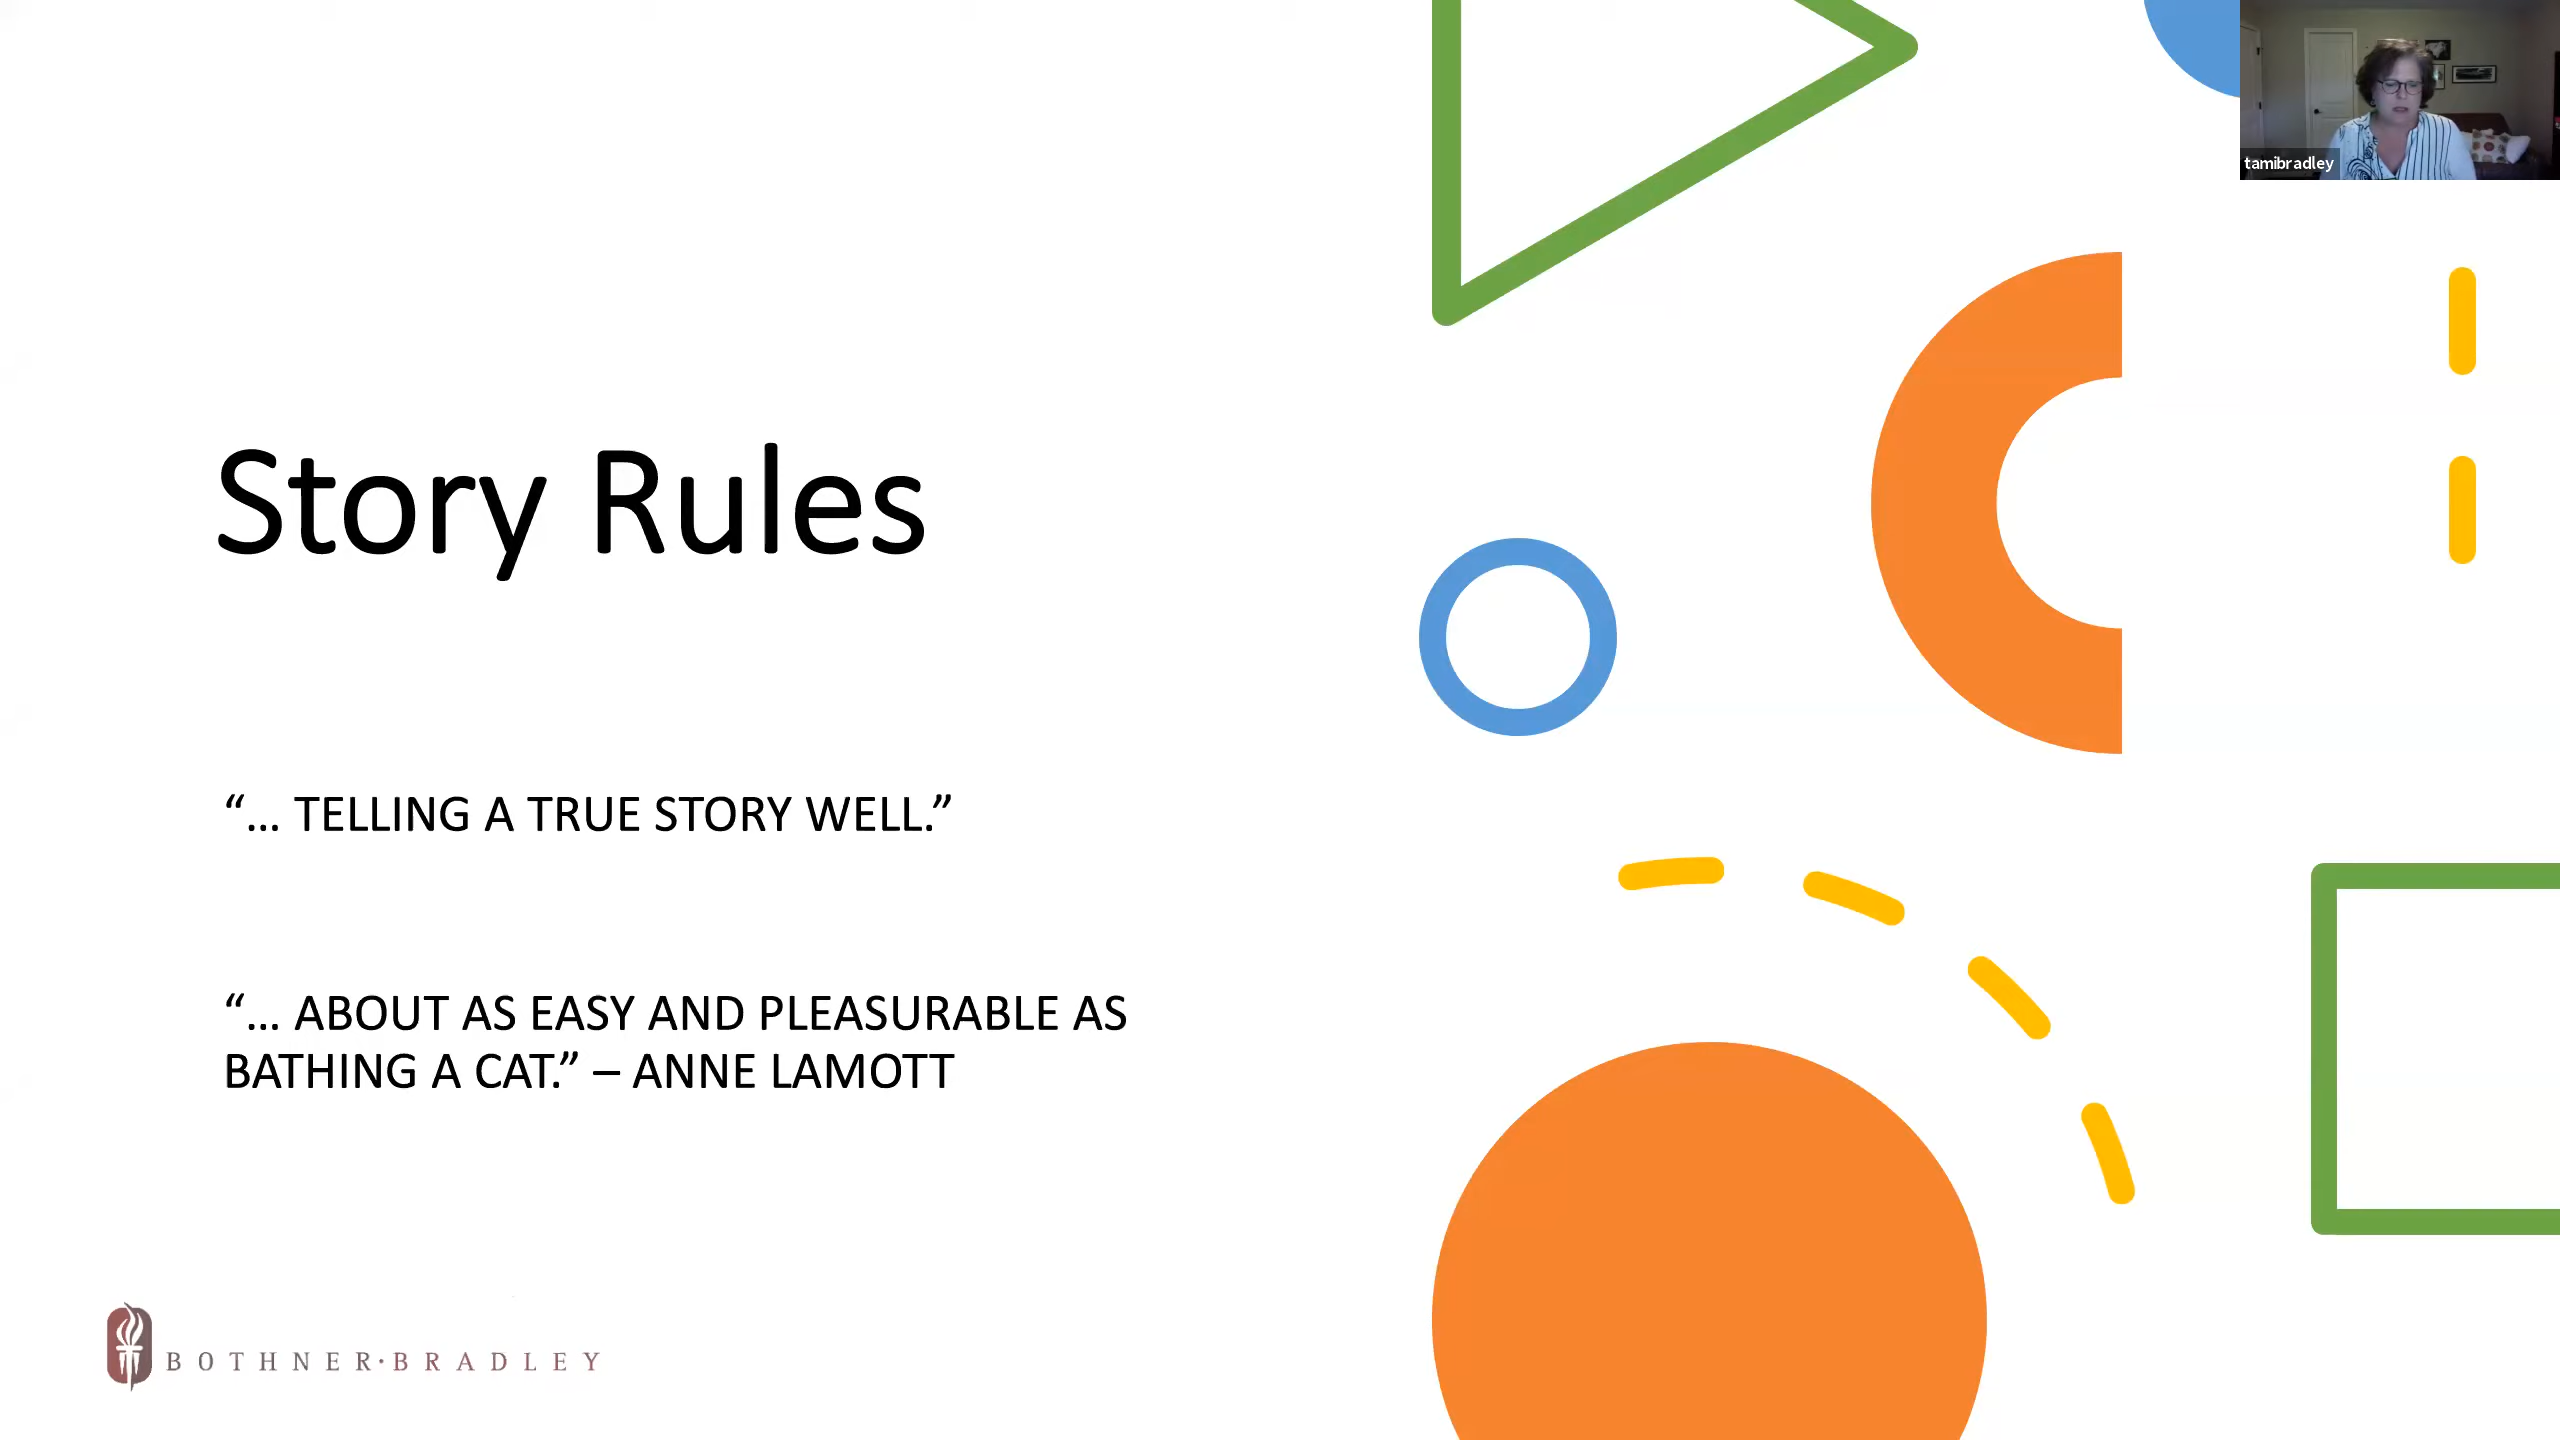 tamibradley
Story Rules
“… TELLING A TRUE STORY WELL.”
“… ABOUT AS EASY AND PLEASURABLE AS
BATHING A CAT.” – ANNE LAMOTT
BOTHNER·BRADLEY